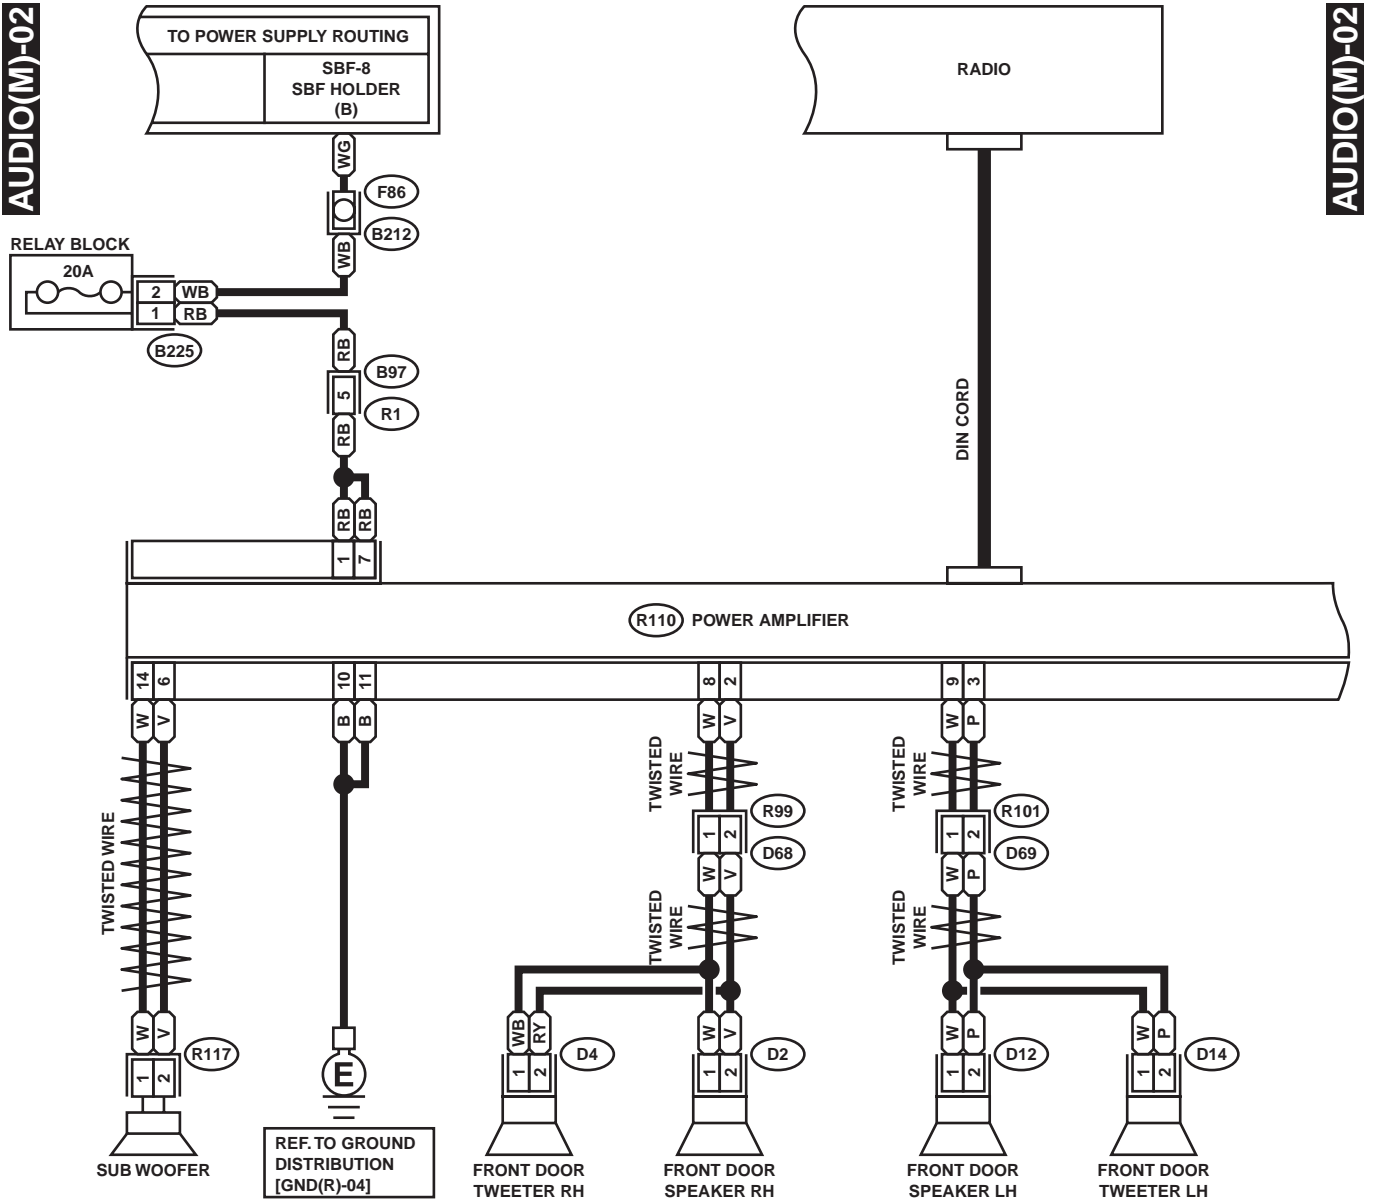 AUDIO(M)-02
AUDIO(M)-02
TO POWER SUPPLY ROUTING
SBF-8
SBF HOLDER
(B)
RADIO
WG
F86
B212
WB
RELAY BLOCK
20A
2
WB
1
RB
B225
RB
B97
5
R1
RB
DIN CORD
RB
RB
1
7
R110
POWER AMPLIFIER
14
6
10
11
8
2
9
3
W
V
B
B
W
V
W
P
TWISTED
WIRE
TWISTED
WIRE
R99
R101
1
2
1
2
D68
D69
TWISTED WIRE
W
V
W
P
TWISTED
WIRE
TWISTED
WIRE
W
V
WB
RY
W
V
W
P
W
P
R117
D4
D2
D12
D14
1
2
E
1
2
1
2
1
2
1
2
SUB WOOFER
REF. TO GROUND
DISTRIBUTION
[GND(R)-04]
FRONT DOOR
TWEETER RH
FRONT DOOR
SPEAKER RH
FRONT DOOR
SPEAKER LH
FRONT DOOR
TWEETER LH